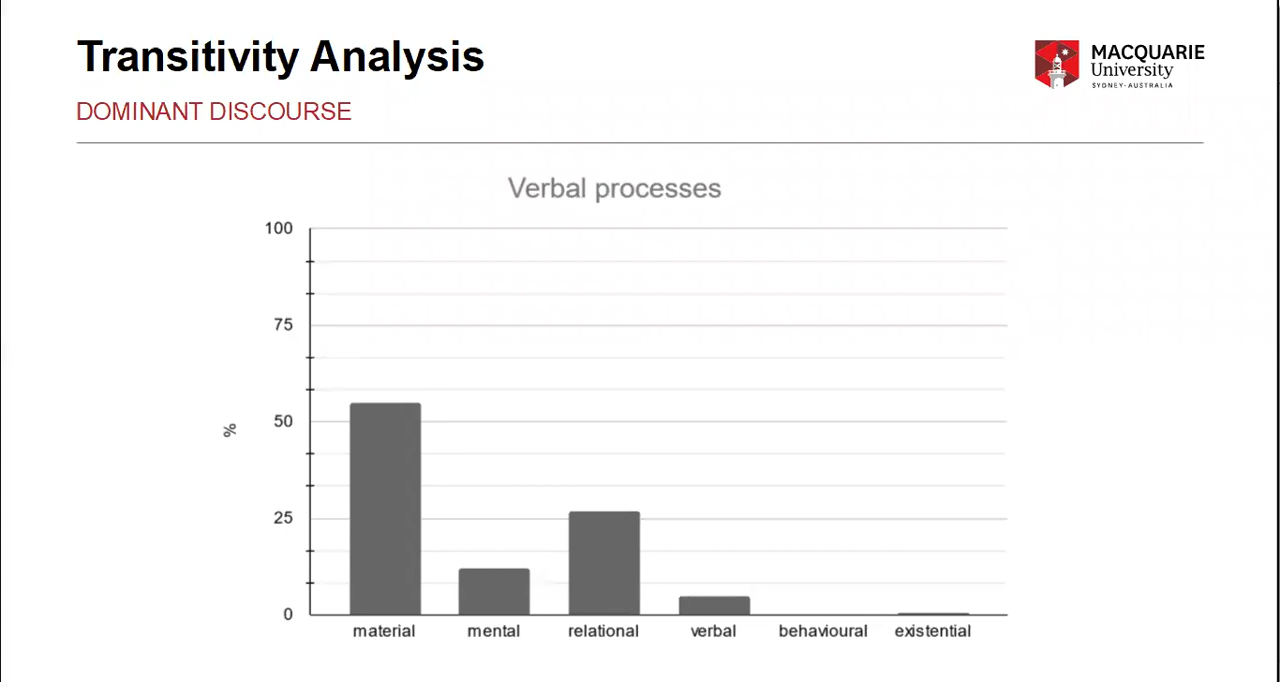 Transitivity Analysis
DOMINANT DISCOURSE
MACQUARIE
University
SYDNEY·AUSTRALIA
Verbal processes
100
75
50
25
0
%
material mental relational verbal behavioural existential